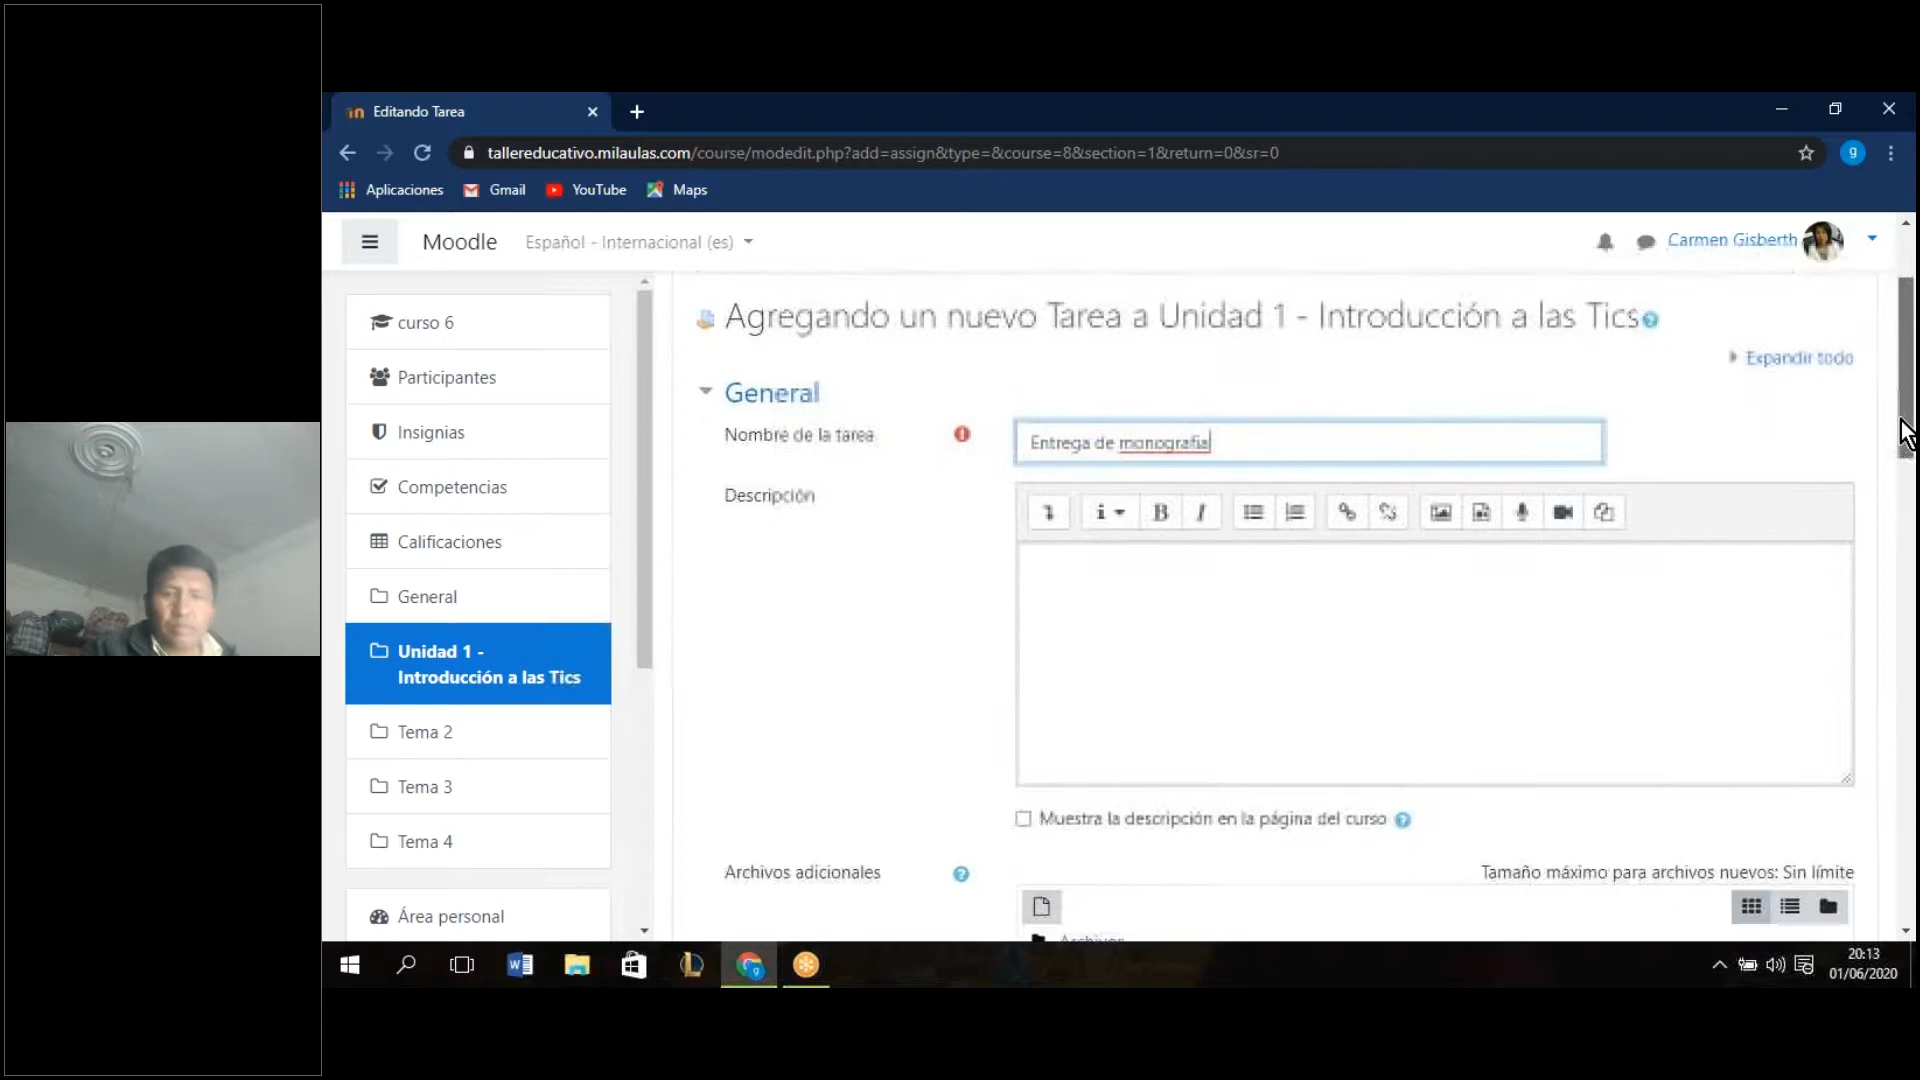 Editando Tarea
tallereducativo.milaulas.com/course/modedit.php?add=assign&type=&course=8&section=1&return=0&sr=0
g
Aplicaciones
Gmail
YouTube
Maps
Moodle
Español - Internacional (es)
Carmen Gisberth
curso 6
Participantes
Insignias
Competencias
Calificaciones
General
Unidad 1 -
Introducción a las Tics
Tema 2
Tema 3
Tema 4
Área personal
Agregando un nuevo Tarea a Unidad 1 - Introducción a las Tics
Expandir todo
General
Nombre de la tarea
Entrega de monografia
Descripción
Muestra la descripción en la página del curso
Archivos adicionales
Tamaño máximo para archivos nuevos: Sin límite
Archivos
20:13
01/06/2020